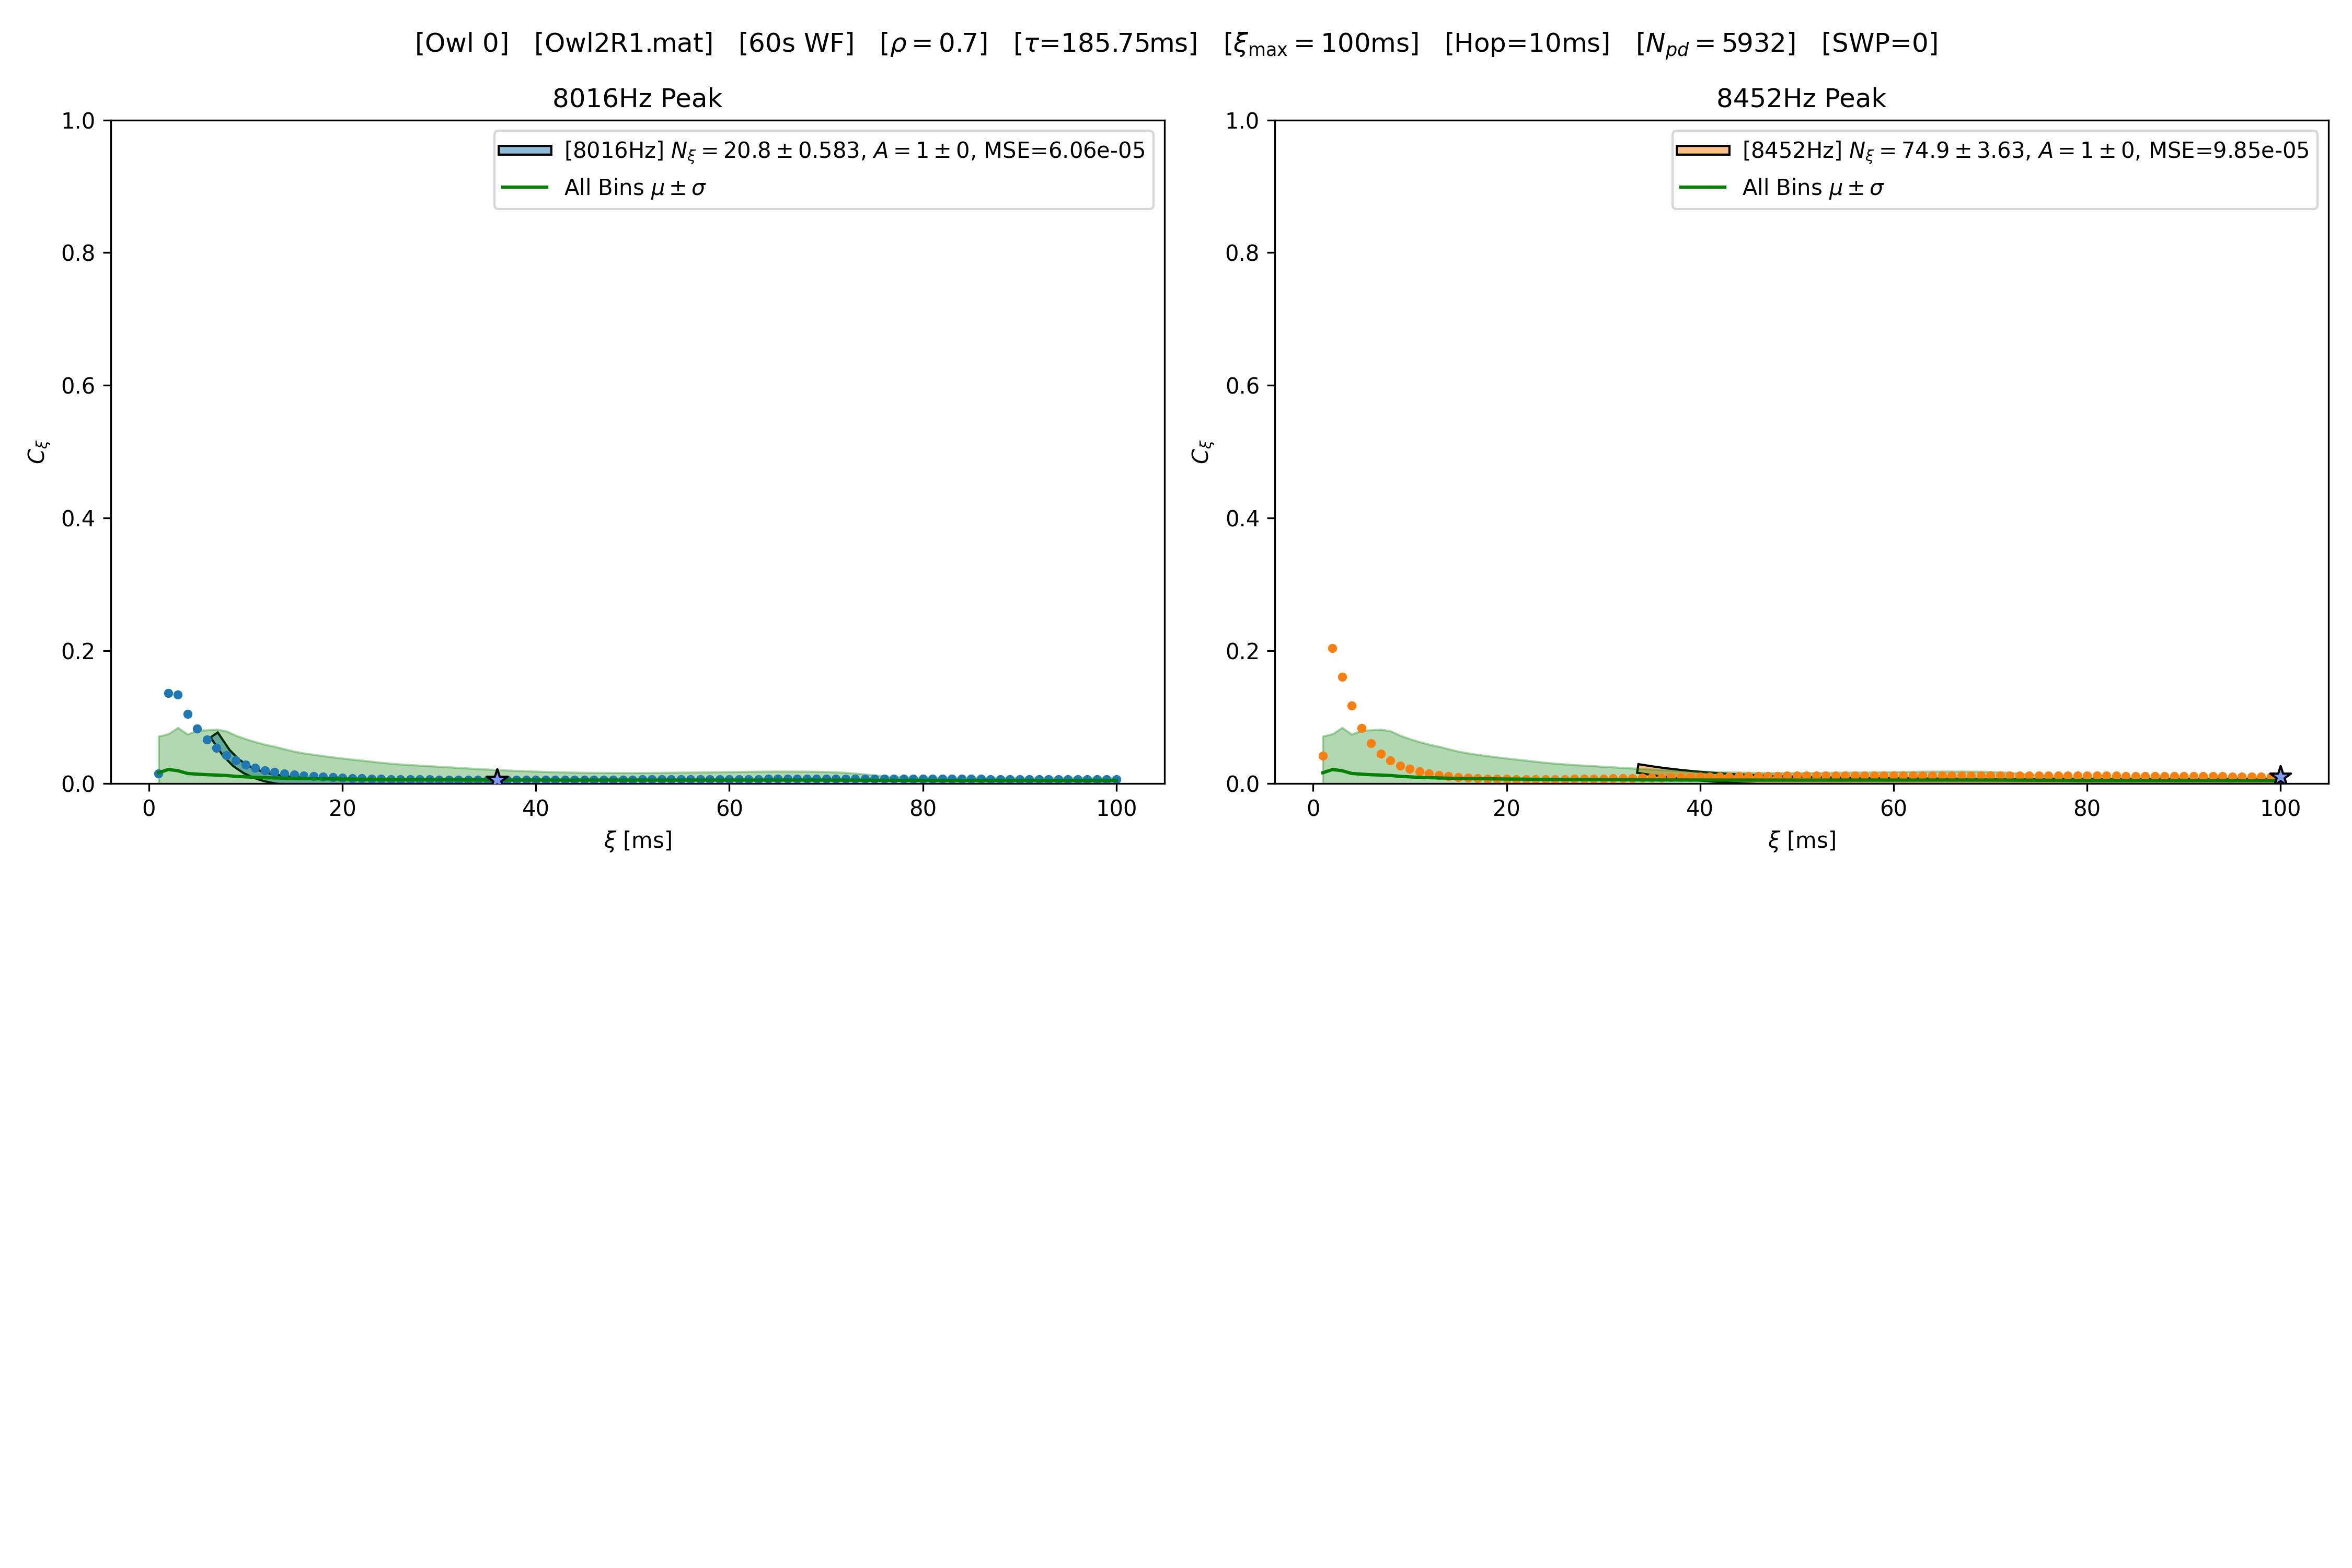 [Owl 0] [Owl2R1.mat] [60s WF] [ρ = 0.7] [τ=185.75ms] [ξmax = 100ms] [Hop=10ms] [Npd = 5932] [SWP=0]
8016Hz Peak
1.0
0.8
0.6
0.4
0.2
0.0
Cξ
[8016Hz] Nξ = 20.8 ± 0.583, A = 1 ± 0, MSE=6.06e-05
All Bins μ ± σ
0 20 40 60 80 100
ξ [ms]
8452Hz Peak
1.0
0.8
0.6
0.4
0.2
0.0
Cξ
[8452Hz] Nξ = 74.9 ± 3.63, A = 1 ± 0, MSE=9.85e-05
All Bins μ ± σ
0 20 40 60 80 100
ξ [ms]